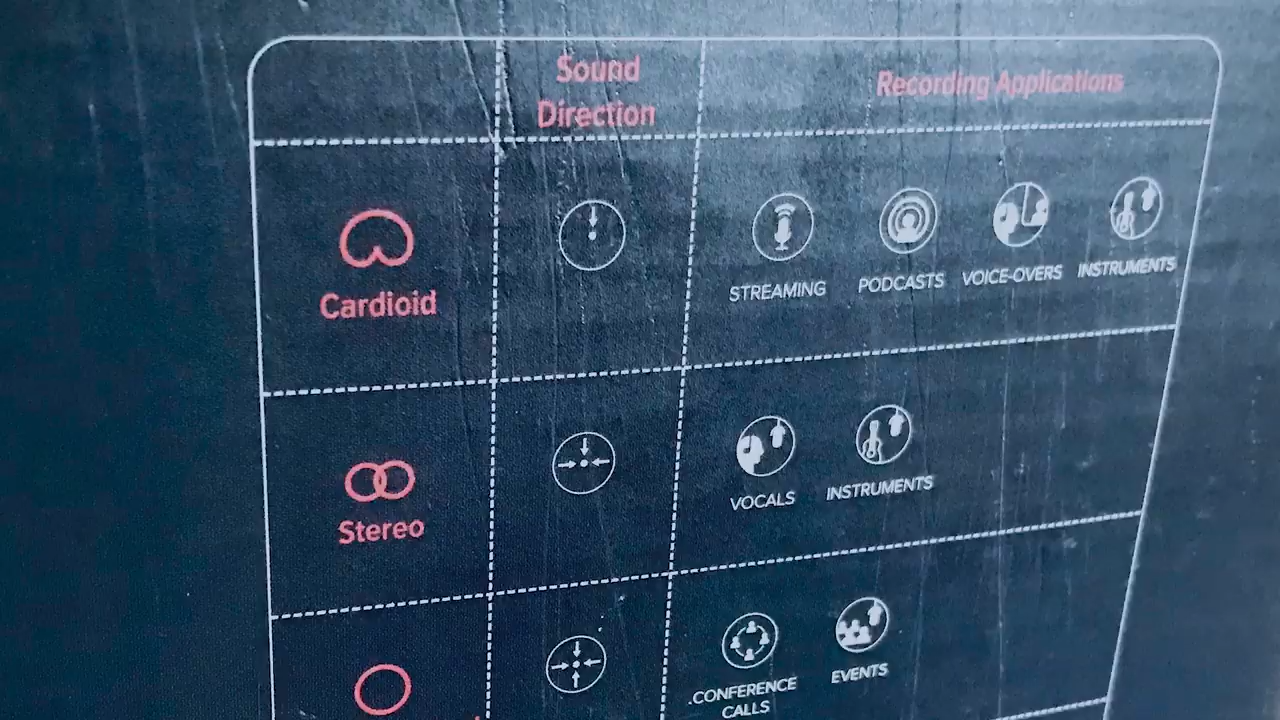 Sound
Direction
Recording Applications
Cardioid
STREAMING
PODCASTS
VOICE-OVERS
INSTRUMENTS
Stereo
VOCALS
INSTRUMENTS
CONFERENCE
CALLS
EVENTS